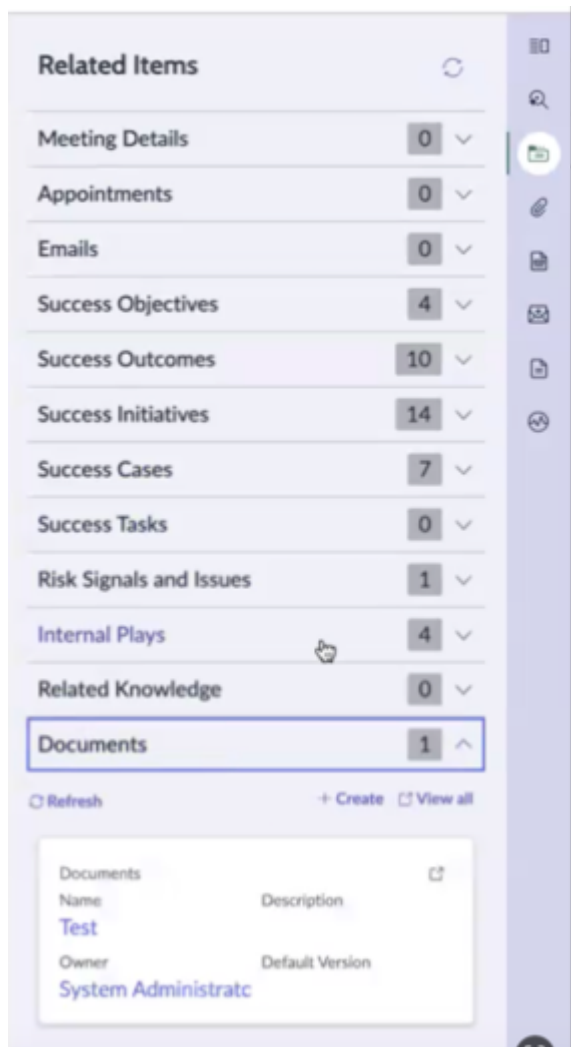 Related Items
Meeting Details 0
Appointments 0
Emails 0
Success Objectives 4
Success Outcomes 10
Success Initiatives 14
Success Cases 7
Success Tasks 0
Risk Signals and Issues 1
Internal Plays 4
Related Knowledge 0
Documents 1
Refresh + Create View all
Documents
Name Description
Test
Owner Default Version
System Administratc